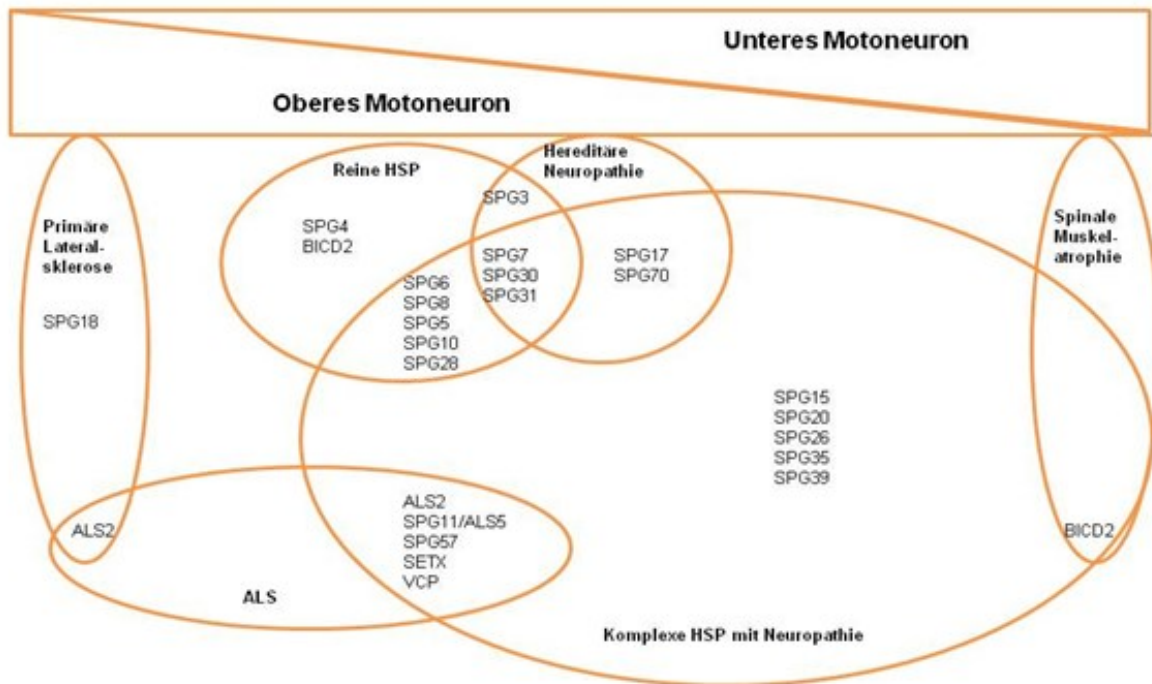 Unteres Motoneuron
Oberes Motoneuron
Primäre
Lateral-
sklerose
SPG18
ALS2
Reine HSP
SPG4
BICD2
SPG6
SPG8
SPG5
SPG10
SPG28
Hereditäre
Neuropathie
SPG3
SPG7
SPG30
SPG31
SPG17
SPG70
SPG15
SPG20
SPG26
SPG35
SPG39
Spinale
Muskel-
atrophie
BICD2
ALS2
SPG11/ALS5
SPG57
SETX
VCP
ALS
Komplexe HSP mit Neuropathie